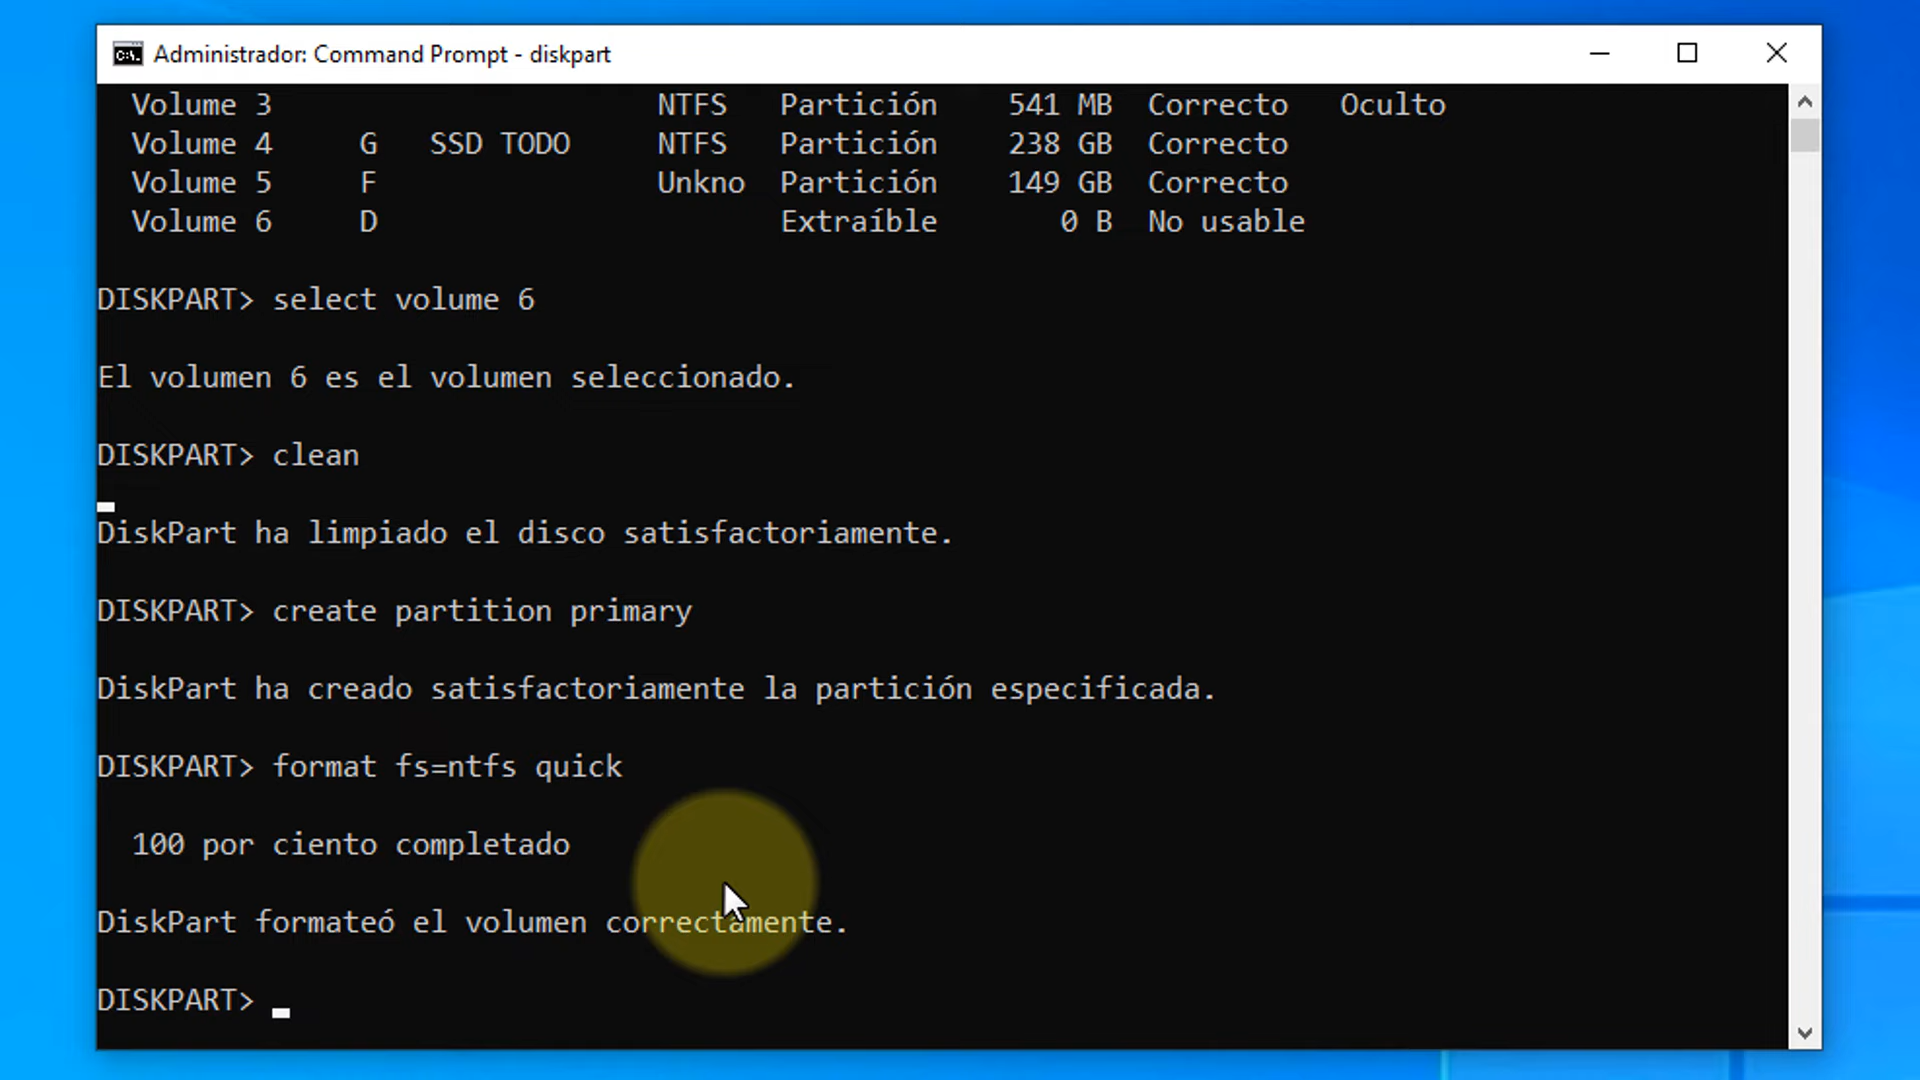 Administrador: Command Prompt - diskpart
Volume 3 NTFS Partición 541 MB Correcto Oculto
Volume 4 G SSD TODO NTFS Partición 238 GB Correcto
Volume 5 F Unkno Partición 149 GB Correcto
Volume 6 D Extraíble 0 B No usable
DISKPART> select volume 6
El volumen 6 es el volumen seleccionado.
DISKPART> clean
DiskPart ha limpiado el disco satisfactoriamente.
DISKPART> create partition primary
DiskPart ha creado satisfactoriamente la partición especificada.
DISKPART> format fs=ntfs quick
100 por ciento completado
DiskPart formateó el volumen correctamente.
DISKPART>